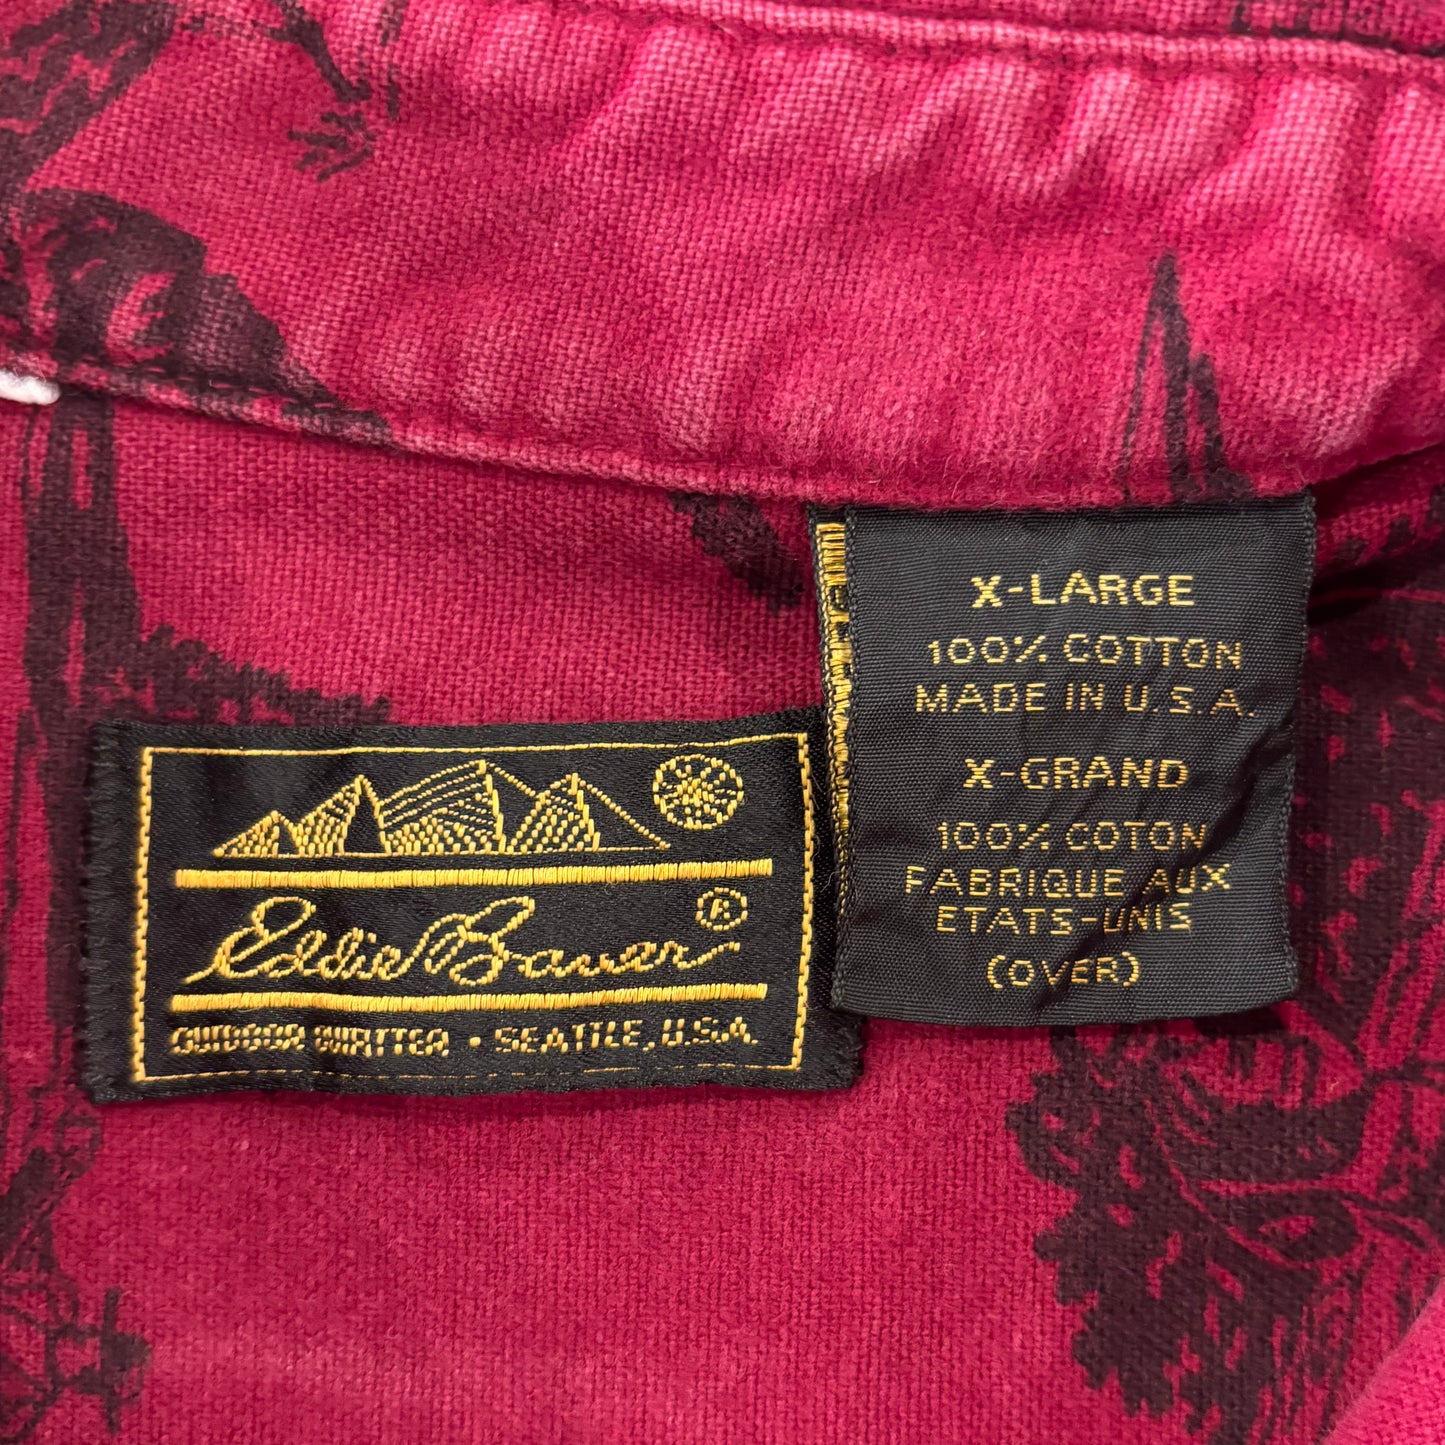 Eddie Bauer ®
OUTDOOR OUTFITTER · SEATTLE, U.S.A.
X-LARGE
100% COTTON
MADE IN U.S.A.
X-GRAND
100% COTON
FABRIQUE AUX
ETATS-UNIS
(OVER)